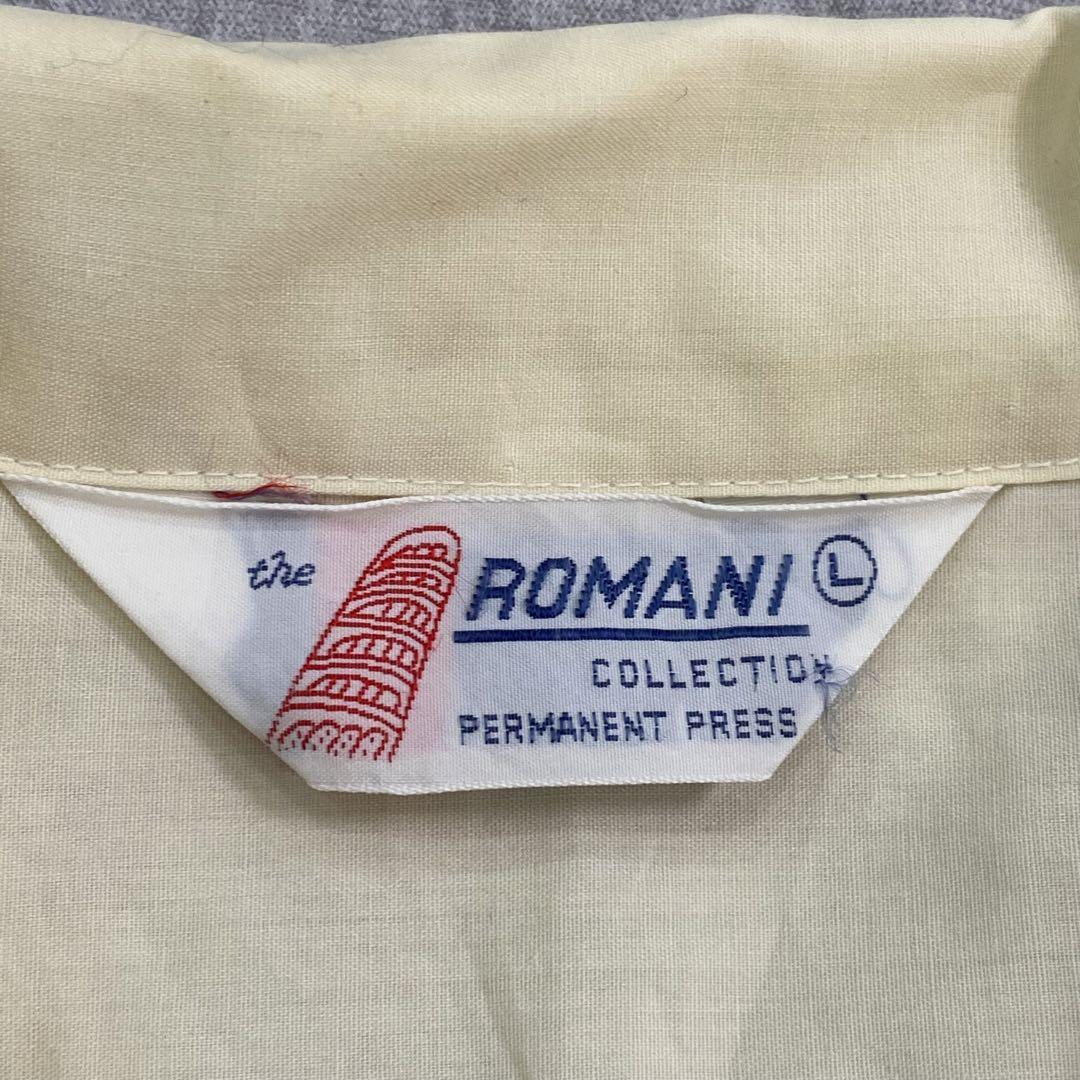 the ROMANI L
COLLECTION
PERMANENT PRESS